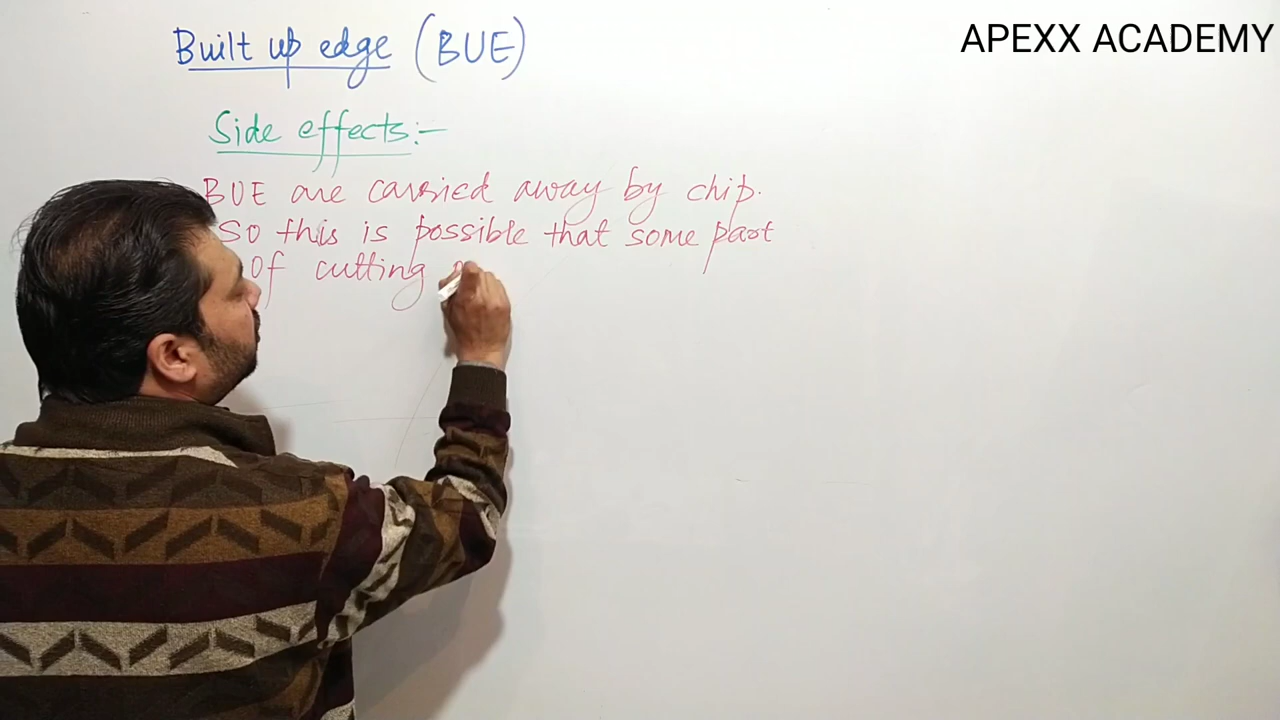 Built up edge (BUE)
APEXX ACADEMY
Side effects:-
BUE are carried away by chip.
So this is possible that some part
of cutting